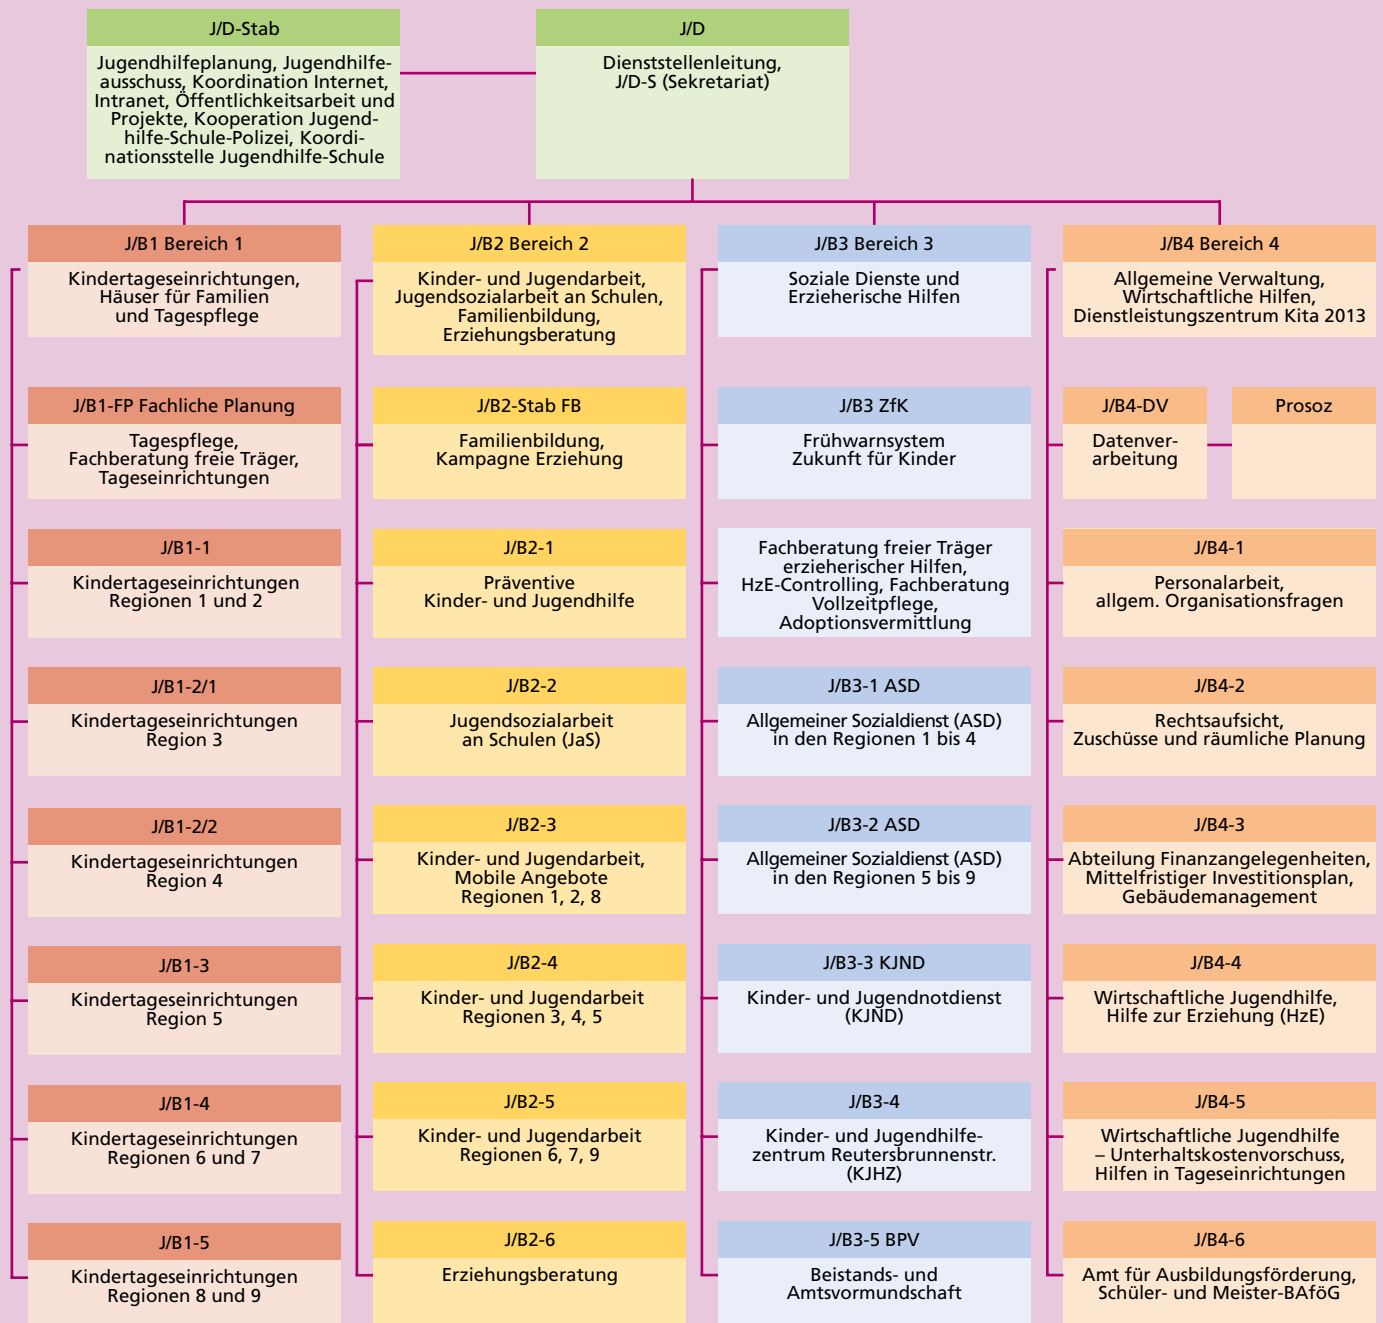 J/D-Stab
Jugendhilfeplanung, Jugendhilfe-
ausschuss, Koordination Internet,
Intranet, Öffentlichkeitsarbeit und
Projekte, Kooperation Jugend-
hilfe-Schule-Polizei, Koordi-
nationsstelle Jugendhilfe-Schule
J/D
Dienststellenleitung,
J/D-S (Sekretariat)
J/B1 Bereich 1
Kindertageseinrichtungen,
Häuser für Familien
und Tagespflege
J/B1-FP Fachliche Planung
Tagespflege,
Fachberatung freie Träger,
Tageseinrichtungen
J/B1-1
Kindertageseinrichtungen
Regionen 1 und 2
J/B1-2/1
Kindertageseinrichtungen
Region 3
J/B1-2/2
Kindertageseinrichtungen
Region 4
J/B1-3
Kindertageseinrichtungen
Region 5
J/B1-4
Kindertageseinrichtungen
Regionen 6 und 7
J/B1-5
Kindertageseinrichtungen
Regionen 8 und 9
J/B2 Bereich 2
Kinder- und Jugendarbeit,
Jugendsozialarbeit an Schulen,
Familienbildung,
Erziehungsberatung
J/B2-Stab FB
Familienbildung,
Kampagne Erziehung
J/B2-1
Präventive
Kinder- und Jugendhilfe
J/B2-2
Jugendsozialarbeit
an Schulen (JaS)
J/B2-3
Kinder- und Jugendarbeit,
Mobile Angebote
Regionen 1, 2, 8
J/B2-4
Kinder- und Jugendarbeit
Regionen 3, 4, 5
J/B2-5
Kinder- und Jugendarbeit
Regionen 6, 7, 9
J/B2-6
Erziehungsberatung
J/B3 Bereich 3
Soziale Dienste und
Erzieherische Hilfen
J/B3 ZfK
Frühwarnsystem
Zukunft für Kinder
Fachberatung freier Träger
erzieherischer Hilfen,
HzE-Controlling, Fachberatung
Vollzeitpflege,
Adoptionsvermittlung
J/B3-1 ASD
Allgemeiner Sozialdienst (ASD)
in den Regionen 1 bis 4
J/B3-2 ASD
Allgemeiner Sozialdienst (ASD)
in den Regionen 5 bis 9
J/B3-3 KJND
Kinder- und Jugendnotdienst
(KJND)
J/B3-4
Kinder- und Jugendhilfe-
zentrum Reutersbrunnenstr.
(KJHZ)
J/B3-5 BPV
Beistands- und
Amtsvormundschaft
J/B4 Bereich 4
Allgemeine Verwaltung,
Wirtschaftliche Hilfen,
Dienstleistungszentrum Kita 2013
J/B4-DV
Datenver-
arbeitung
Prosoz
J/B4-1
Personalarbeit,
allgem. Organisationsfragen
J/B4-2
Rechtsaufsicht,
Zuschüsse und räumliche Planung
J/B4-3
Abteilung Finanzangelegenheiten,
Mittelfristiger Investitionsplan,
Gebäudemanagement
J/B4-4
Wirtschaftliche Jugendhilfe,
Hilfe zur Erziehung (HzE)
J/B4-5
Wirtschaftliche Jugendhilfe
– Unterhaltskostenvorschuss,
Hilfen in Tageseinrichtungen
J/B4-6
Amt für Ausbildungsförderung,
Schüler- und Meister-BAföG